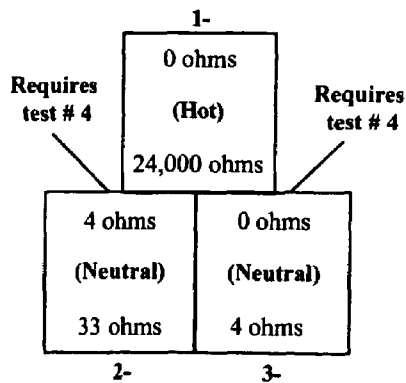 1-
0 ohms
(Hot)
24,000 ohms
Requires
test # 4
Requires
test # 4
4 ohms
(Neutral)
33 ohms
0 ohms
(Neutral)
4 ohms
2-
3-